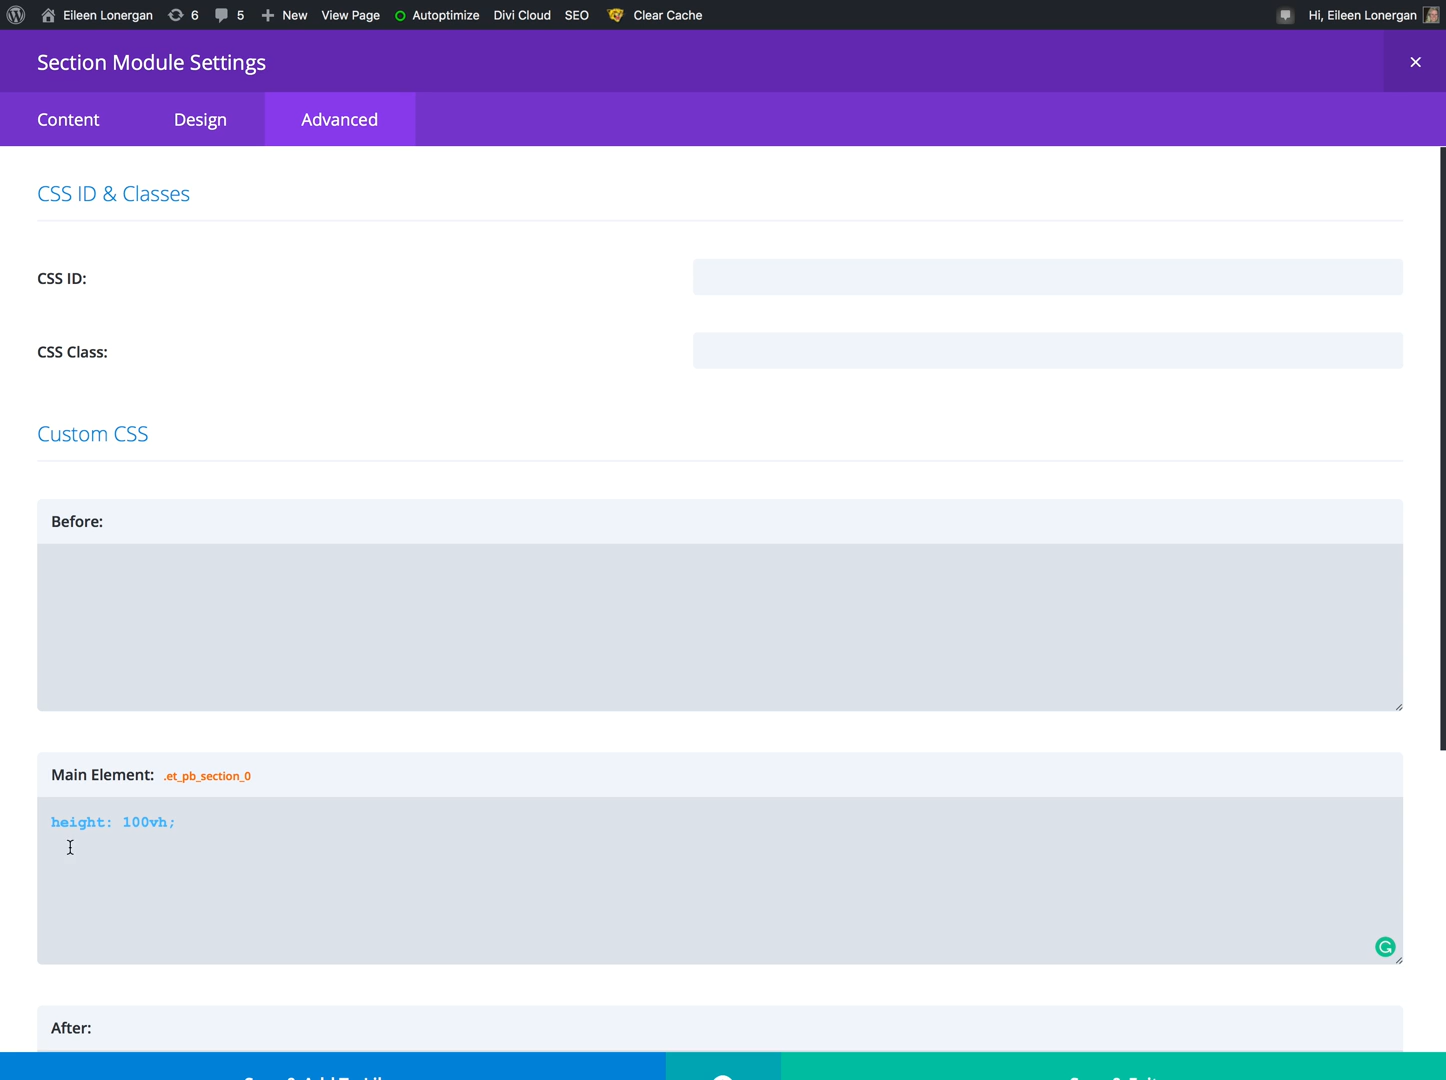 Eileen Lonergan 6 5 New View Page Autoptimize Divi Cloud SEO Clear Cache Hi, Eileen Lonergan
Section Module Settings
Content Design Advanced
CSS ID & Classes
CSS ID:
CSS Class:
Custom CSS
Before:
Main Element: .et_pb_section_0
height: 100vh;
After: